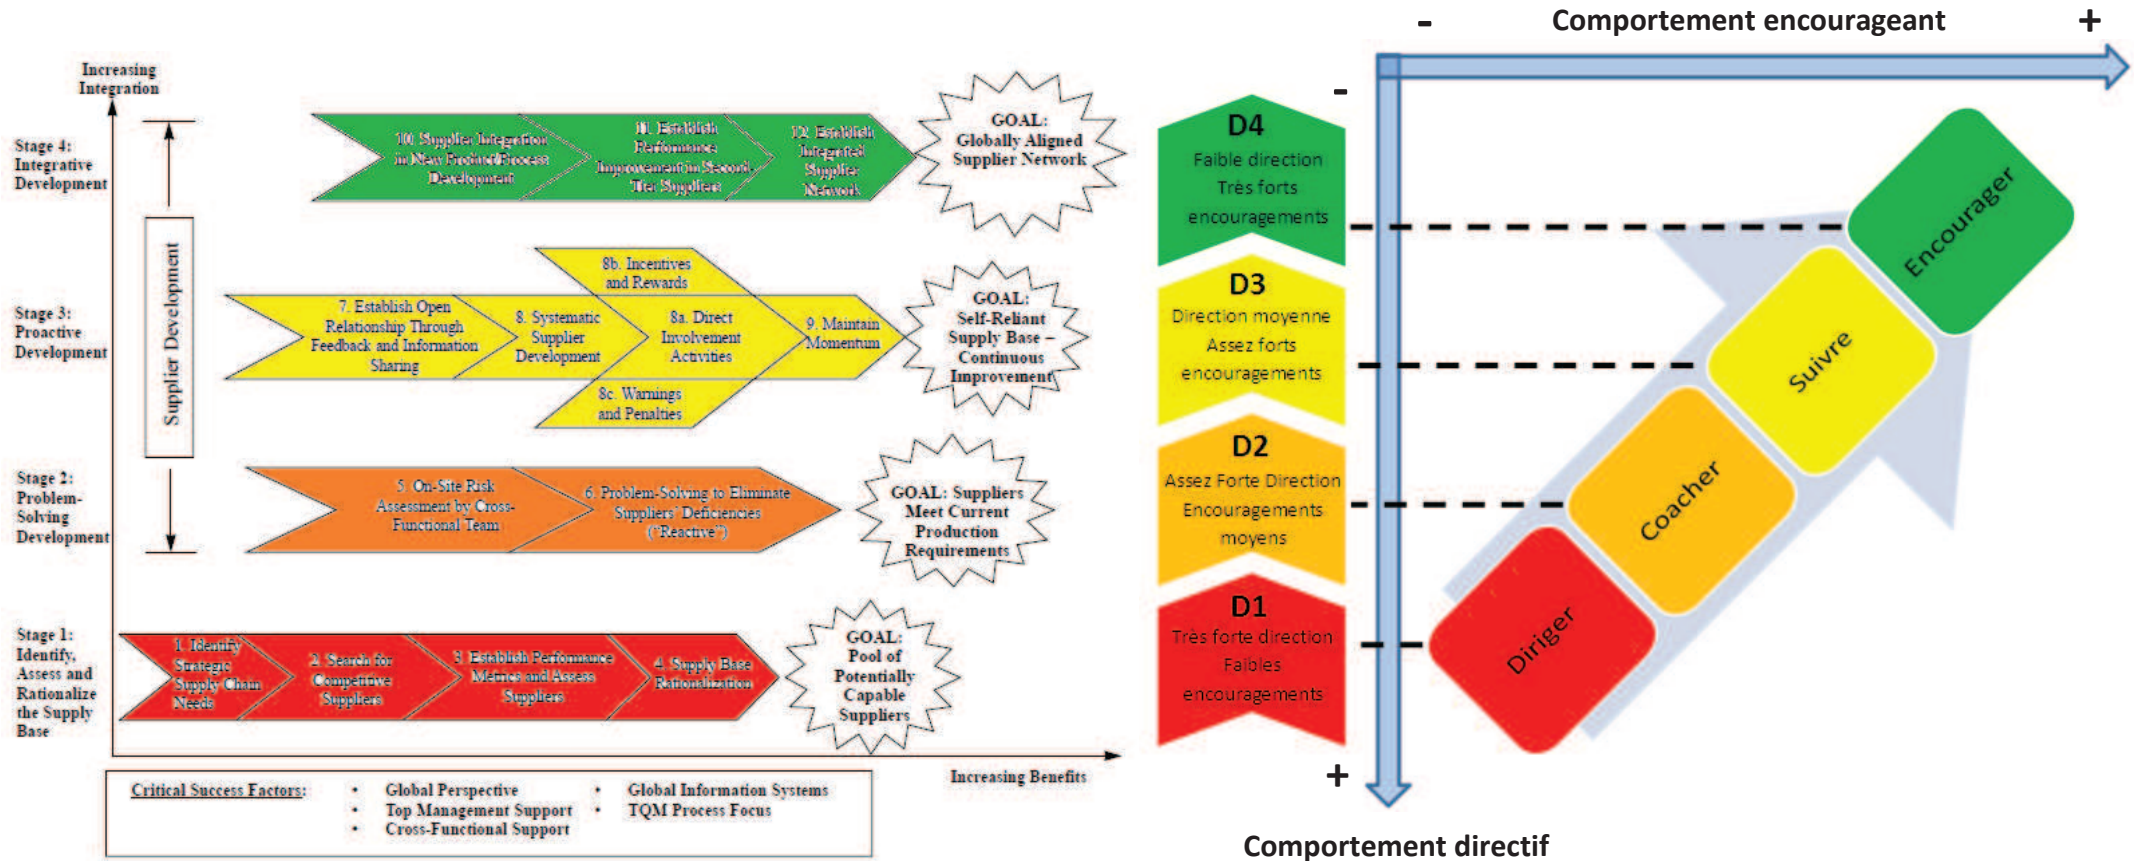 Increasing
Integration
Stage 4:
Integrative
Development
10. Supplier Integration
in New Product/Process
Development
11. Establish
Performance
Improvement in Second-
Tier Suppliers
12. Establish
Integrated
Supplier
Network
GOAL:
Globally Aligned
Supplier Network
Supplier Development
Stage 3:
Proactive
Development
7. Establish Open
Relationship Through
Feedback and Information
Sharing
8. Systematic
Supplier
Development
8b. Incentives
and Rewards
8a. Direct
Involvement
Activities
8c. Warnings
and Penalties
9. Maintain
Momentum
GOAL:
Self-Reliant
Supply Base –
Continuous
Improvement
Stage 2:
Problem-
Solving
Development
5. On-Site Risk
Assessment by Cross-
Functional Team
6. Problem-Solving to Eliminate
Suppliers' Deficiencies
("Reactive")
GOAL: Suppliers
Meet Current
Production
Requirements
Stage 1:
Identify,
Assess and
Rationalize
the Supply
Base
1. Identify
Strategic
Supply Chain
Needs
2. Search for
Competitive
Suppliers
3. Establish Performance
Metrics and Assess
Suppliers
4. Supply Base
Rationalization
GOAL:
Pool of
Potentially
Capable
Suppliers
Increasing Benefits
Critical Success Factors:
• Global Perspective
• Top Management Support
• Cross-Functional Support
• Global Information Systems
• TQM Process Focus
- Comportement encourageant +
-
D4
Faible direction
Très forts
encouragements
D3
Direction moyenne
Assez forts
encouragements
D2
Assez Forte Direction
Encouragements
moyens
D1
Très forte direction
Faibles
encouragements
+
Encourager
Suivre
Coacher
Diriger
Comportement directif